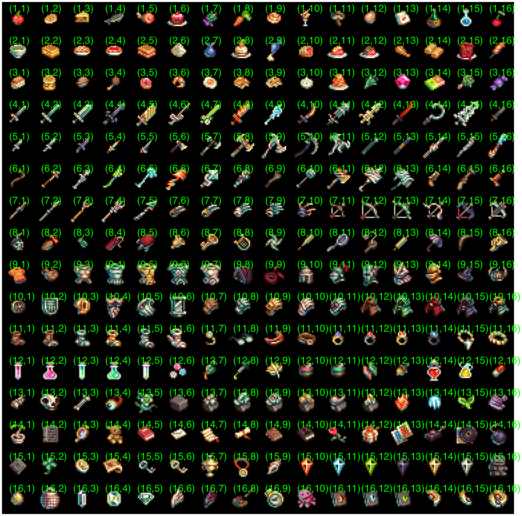 (1,1) (1,2) (1,3) (1,4) (1,5) (1,6) (1,7) (1,8) (1,9) (1,10) (1,11) (1,12) (1,13) (1,14) (1,15) (1,16)
(2,1) (2,2) (2,3) (2,4) (2,5) (2,6) (2,7) (2,8) (2,9) (2,10) (2,11) (2,12) (2,13) (2,14) (2,15) (2,16)
(3,1) (3,2) (3,3) (3,4) (3,5) (3,6) (3,7) (3,8) (3,9) (3,10) (3,11) (3,12) (3,13) (3,14) (3,15) (3,16)
(4,1) (4,2) (4,3) (4,4) (4,5) (4,6) (4,7) (4,8) (4,9) (4,10) (4,11) (4,12) (4,13) (4,14) (4,15) (4,16)
(5,1) (5,2) (5,3) (5,4) (5,5) (5,6) (5,7) (5,8) (5,9) (5,10) (5,11) (5,12) (5,13) (5,14) (5,15) (5,16)
(6,1) (6,2) (6,3) (6,4) (6,5) (6,6) (6,7) (6,8) (6,9) (6,10) (6,11) (6,12) (6,13) (6,14) (6,15) (6,16)
(7,1) (7,2) (7,3) (7,4) (7,5) (7,6) (7,7) (7,8) (7,9) (7,10) (7,11) (7,12) (7,13) (7,14) (7,15) (7,16)
(8,1) (8,2) (8,3) (8,4) (8,5) (8,6) (8,7) (8,8) (8,9) (8,10) (8,11) (8,12) (8,13) (8,14) (8,15) (8,16)
(9,1) (9,2) (9,3) (9,4) (9,5) (9,6) (9,7) (9,8) (9,9) (9,10) (9,11) (9,12) (9,13) (9,14) (9,15) (9,16)
(10,1) (10,2) (10,3) (10,4) (10,5) (10,6) (10,7) (10,8) (10,9) (10,10) (10,11) (10,12) (10,13) (10,14) (10,15) (10,16)
(11,1) (11,2) (11,3) (11,4) (11,5) (11,6) (11,7) (11,8) (11,9) (11,10) (11,11) (11,12) (11,13) (11,14) (11,15) (11,16)
(12,1) (12,2) (12,3) (12,4) (12,5) (12,6) (12,7) (12,8) (12,9) (12,10) (12,11) (12,12) (12,13) (12,14) (12,15) (12,16)
(13,1) (13,2) (13,3) (13,4) (13,5) (13,6) (13,7) (13,8) (13,9) (13,10) (13,11) (13,12) (13,13) (13,14) (13,15) (13,16)
(14,1) (14,2) (14,3) (14,4) (14,5) (14,6) (14,7) (14,8) (14,9) (14,10) (14,11) (14,12) (14,13) (14,14) (14,15) (14,16)
(15,1) (15,2) (15,3) (15,4) (15,5) (15,6) (15,7) (15,8) (15,9) (15,10) (15,11) (15,12) (15,13) (15,14) (15,15) (15,16)
(16,1) (16,2) (16,3) (16,4) (16,5) (16,6) (16,7) (16,8) (16,9) (16,10) (16,11) (16,12) (16,13) (16,14) (16,15) (16,16)